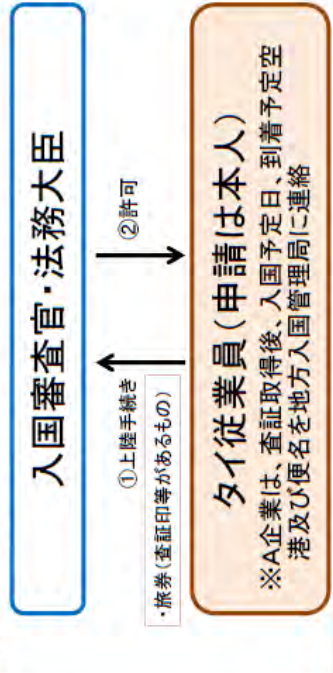 入国審査官・法務大臣
①上陸手続き
・旅券(査証印等があるもの)
②許可
タイ従業員(申請は本人)
※A企業は、査証取得後、入国予定日、到着予定空
港及び便名を地方入国管理局に連絡